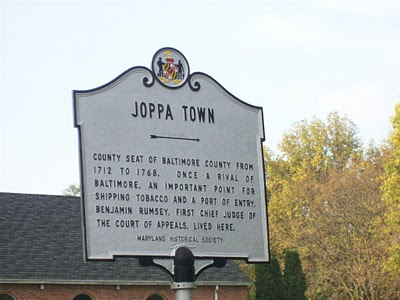 JOPPA TOWN
COUNTY SEAT OF BALTIMORE COUNTY FROM
1712 TO 1768. ONCE A RIVAL OF
BALTIMORE, AN IMPORTANT POINT FOR
SHIPPING TOBACCO AND A PORT OF ENTRY.
BENJAMIN RUMSEY, FIRST CHIEF JUDGE OF
THE COURT OF APPEALS, LIVED HERE.
MARYLAND HISTORICAL SOCIETY